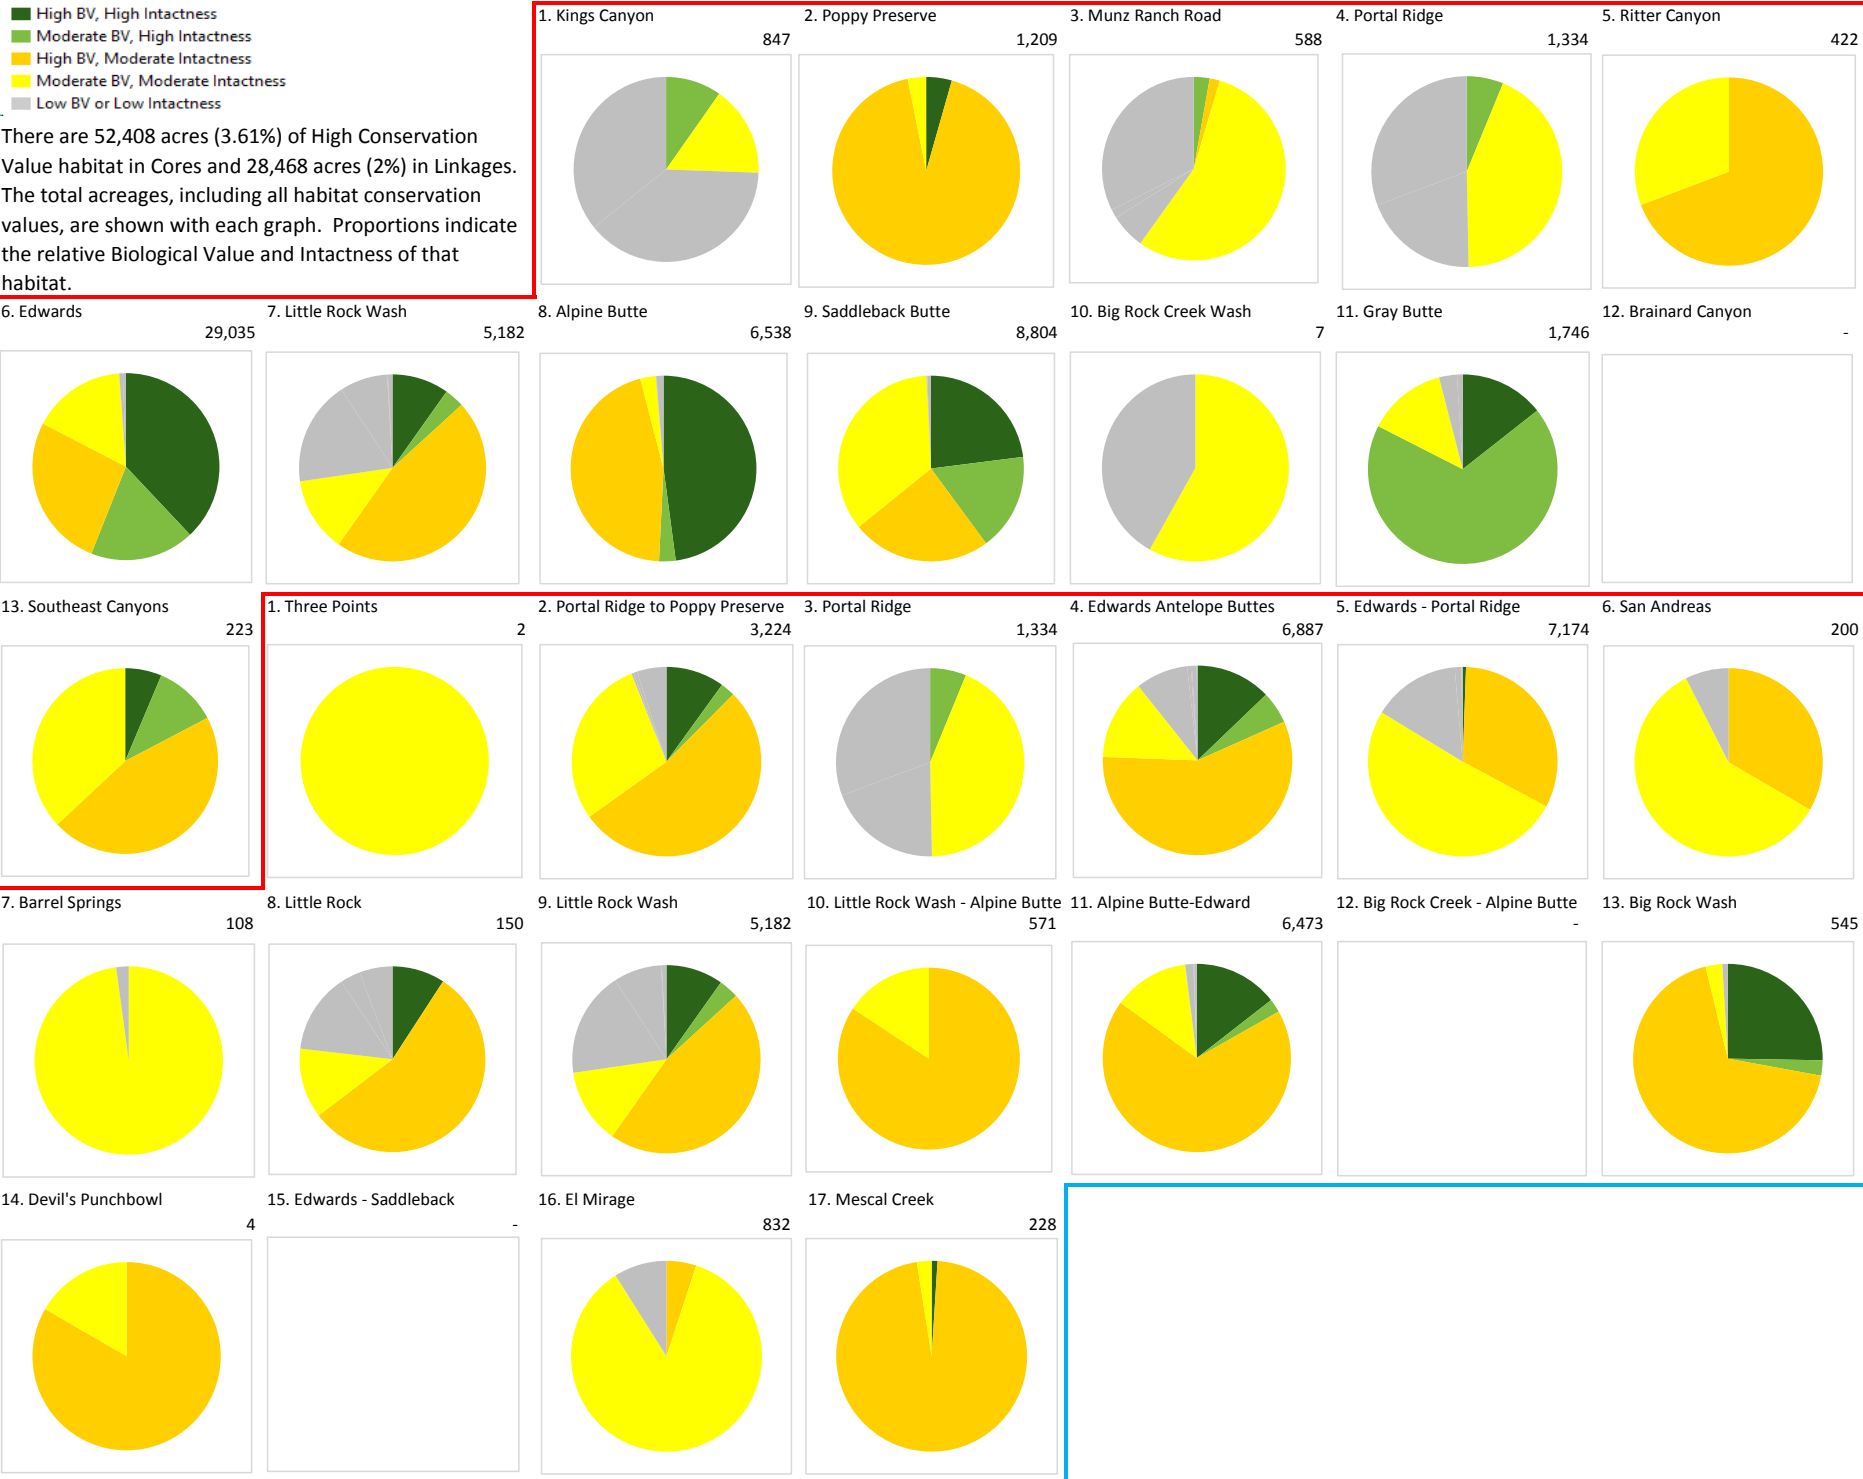 High BV, High Intactness
Moderate BV, High Intactness
High BV, Moderate Intactness
Moderate BV, Moderate Intactness
Low BV or Low Intactness
There are 52,408 acres (3.61%) of High Conservation
Value habitat in Cores and 28,468 acres (2%) in Linkages.
The total acreages, including all habitat conservation
values, are shown with each graph. Proportions indicate
the relative Biological Value and Intactness of that
habitat.
1. Kings Canyon
847
2. Poppy Preserve
1,209
3. Munz Ranch Road
588
4. Portal Ridge
1,334
5. Ritter Canyon
422
6. Edwards
29,035
7. Little Rock Wash
5,182
8. Alpine Butte
6,538
9. Saddleback Butte
8,804
10. Big Rock Creek Wash
7
11. Gray Butte
1,746
12. Brainard Canyon
-
13. Southeast Canyons
223
1. Three Points
2
2. Portal Ridge to Poppy Preserve
3,224
3. Portal Ridge
1,334
4. Edwards Antelope Buttes
6,887
5. Edwards - Portal Ridge
7,174
6. San Andreas
200
7. Barrel Springs
108
8. Little Rock
150
9. Little Rock Wash
5,182
10. Little Rock Wash - Alpine Butte
571
11. Alpine Butte-Edward
6,473
12. Big Rock Creek - Alpine Butte
-
13. Big Rock Wash
545
14. Devil's Punchbowl
4
15. Edwards - Saddleback
-
16. El Mirage
832
17. Mescal Creek
228